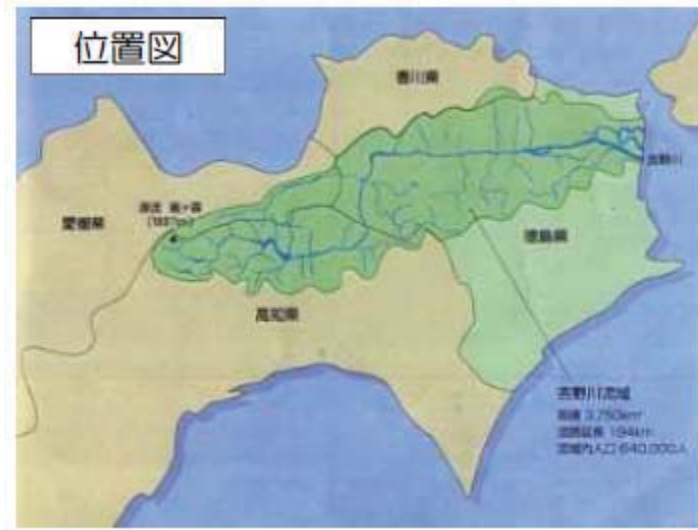 位置図
香川県
吉野川
源流 瓶ヶ森
(1897m)
愛媛県
徳島県
高知県
吉野川流域
面積 3,750km²
流路延長 194km
流域内人口 640,000人